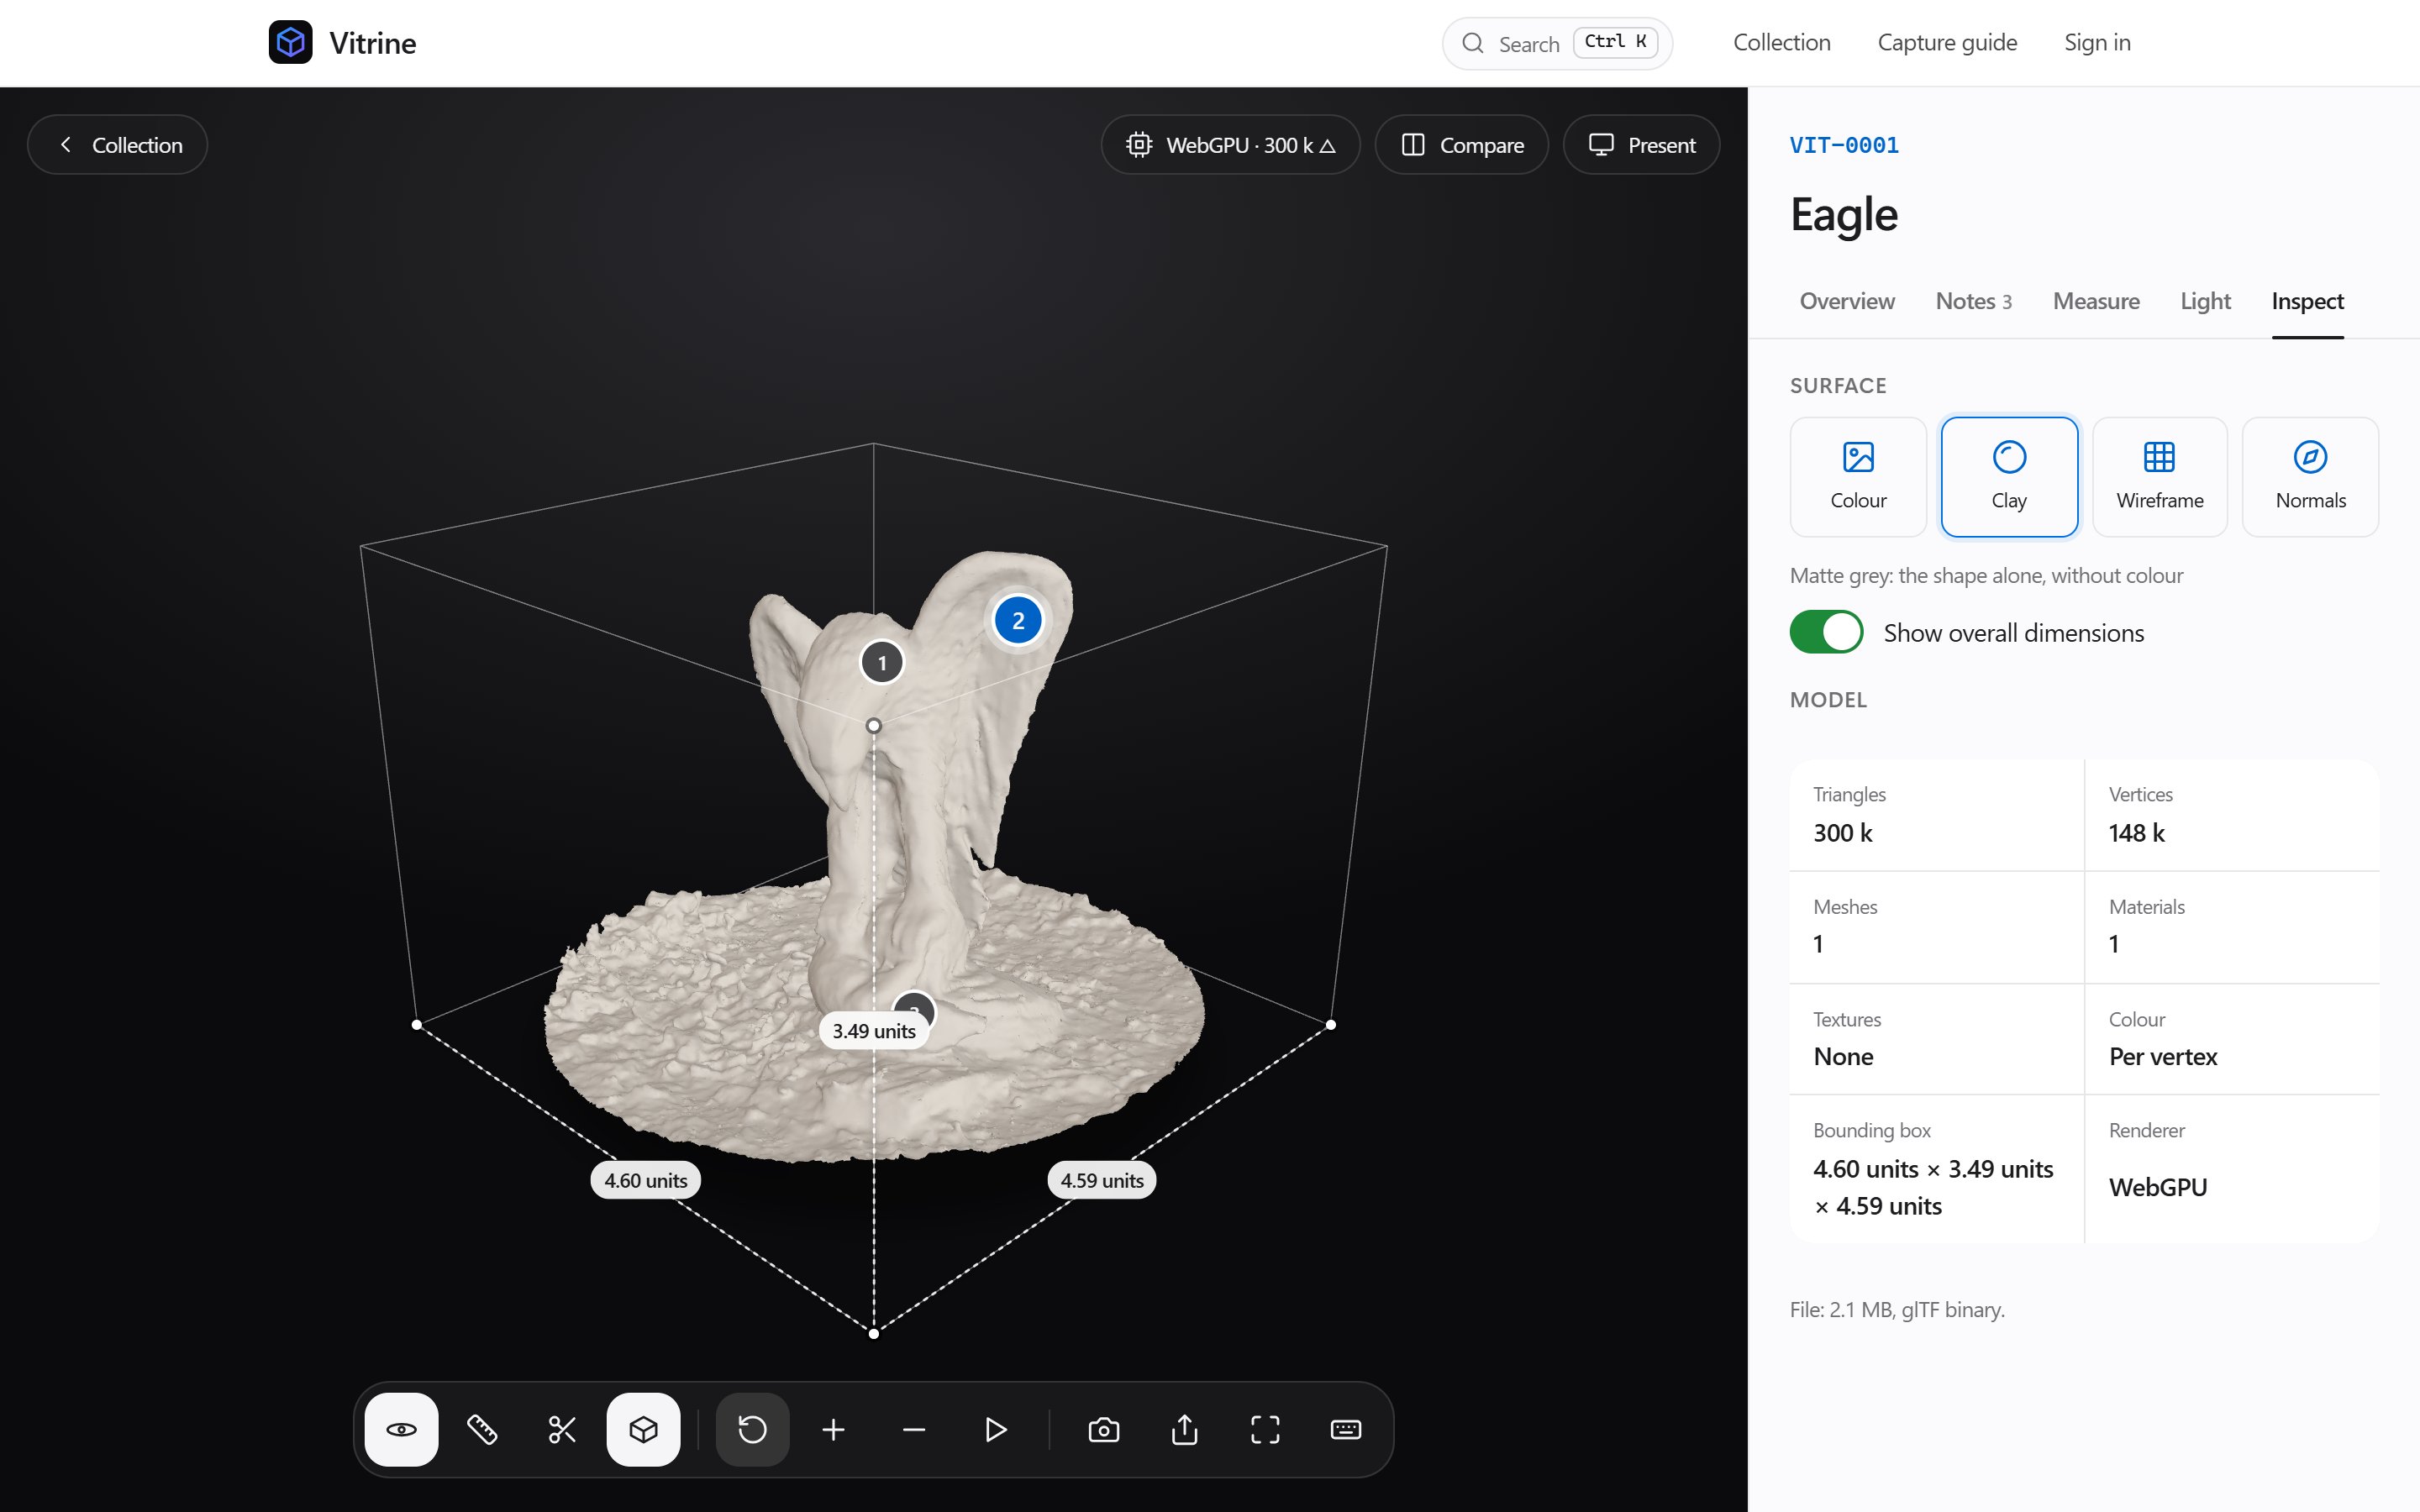 Vitrine
Search Ctrl K
Collection
Capture guide
Sign in
Collection
WebGPU · 300 k △
Compare
Present
VIT-0001
Eagle
Overview
Notes 3
Measure
Light
Inspect
SURFACE
Colour
Clay
Wireframe
Normals
Matte grey: the shape alone, without colour
Show overall dimensions
MODEL
Triangles
300 k
Vertices
148 k
Meshes
1
Materials
1
Textures
None
Colour
Per vertex
Bounding box
4.60 units × 3.49 units
× 4.59 units
Renderer
WebGPU
File: 2.1 MB, glTF binary.
1
2
3.49 units
4.60 units
4.59 units